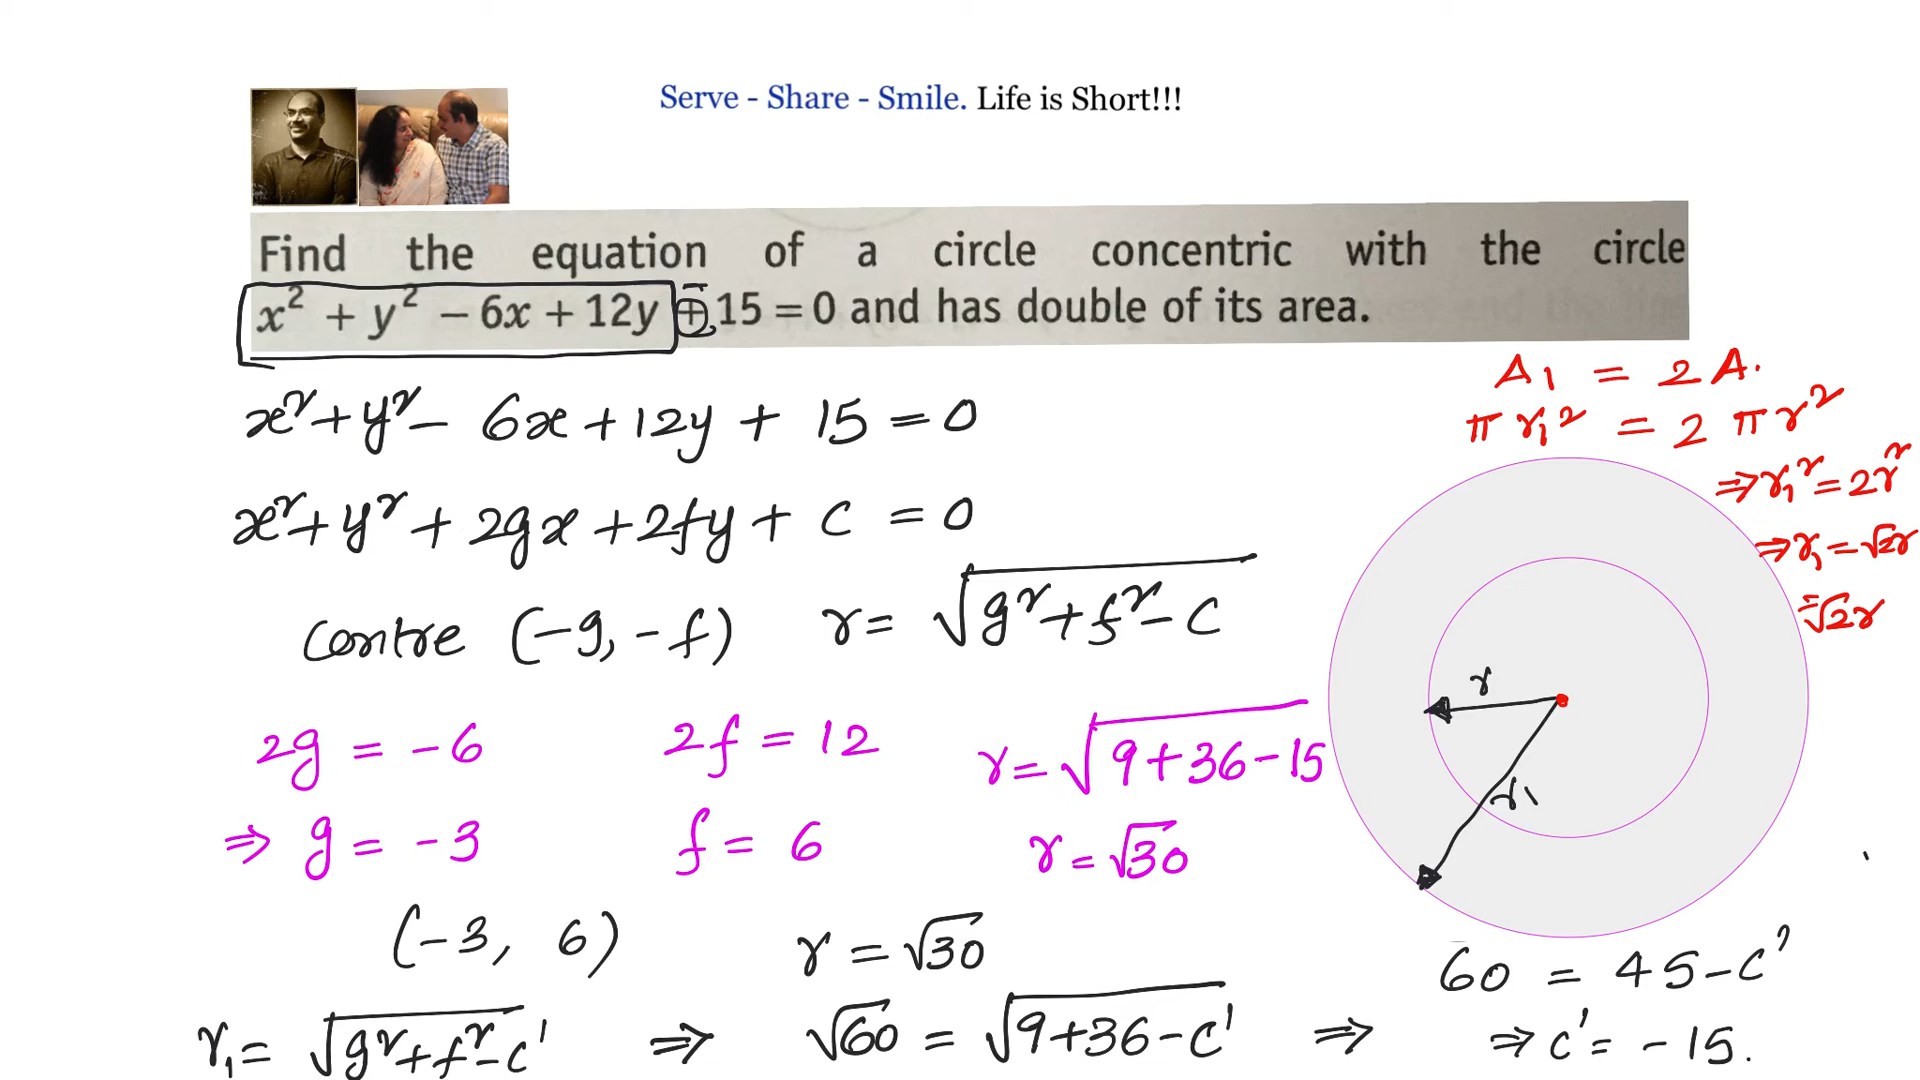 Serve - Share - Smile. Life is Short!!!
Find the equation of a circle concentric with the circle
x² + y² − 6x + 12y + 15 = 0 and has double of its area.
A₁ = 2A.
πr₁² = 2πr²
⇒ r₁² = 2r²
⇒ r₁ = √2r
= √2r
x² + y² − 6x + 12y + 15 = 0
x² + y² + 2gx + 2fy + c = 0
centre (−g, −f) r = √g² + f² − c
r
r₁
2g = −6 2f = 12 r = √9 + 36 − 15
⇒ g = −3 f = 6 r = √30
(−3, 6) r = √30
60 = 45 − c'
r₁ = √g² + f² − c' ⇒ √60 = √9 + 36 − c' ⇒ ⇒ c' = −15.